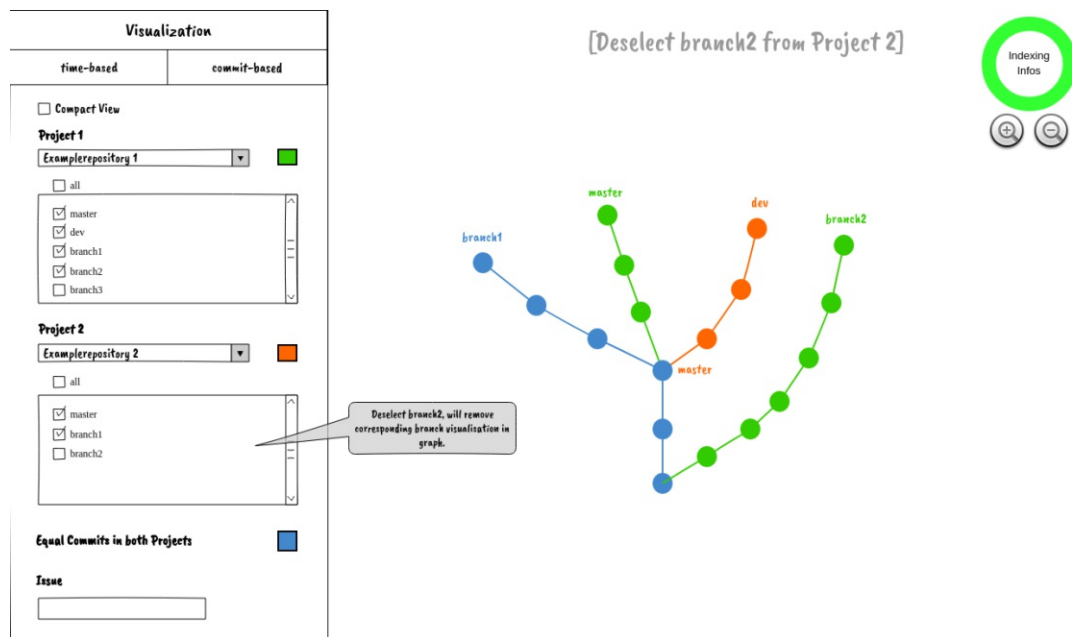 Visualization
time-based
commit-based
Compact View
Project 1
Examplerepository 1
all
master
dev
branch1
branch2
branch3
Project 2
Examplerepository 2
all
master
branch1
branch2
Equal Commits in both Projects
Issue
Deselect branch2, will remove
corresponding branch visualisation in
graph.
[Deselect branch2 from Project 2]
Indexing
Infos
branch1
master
dev
branch2
master